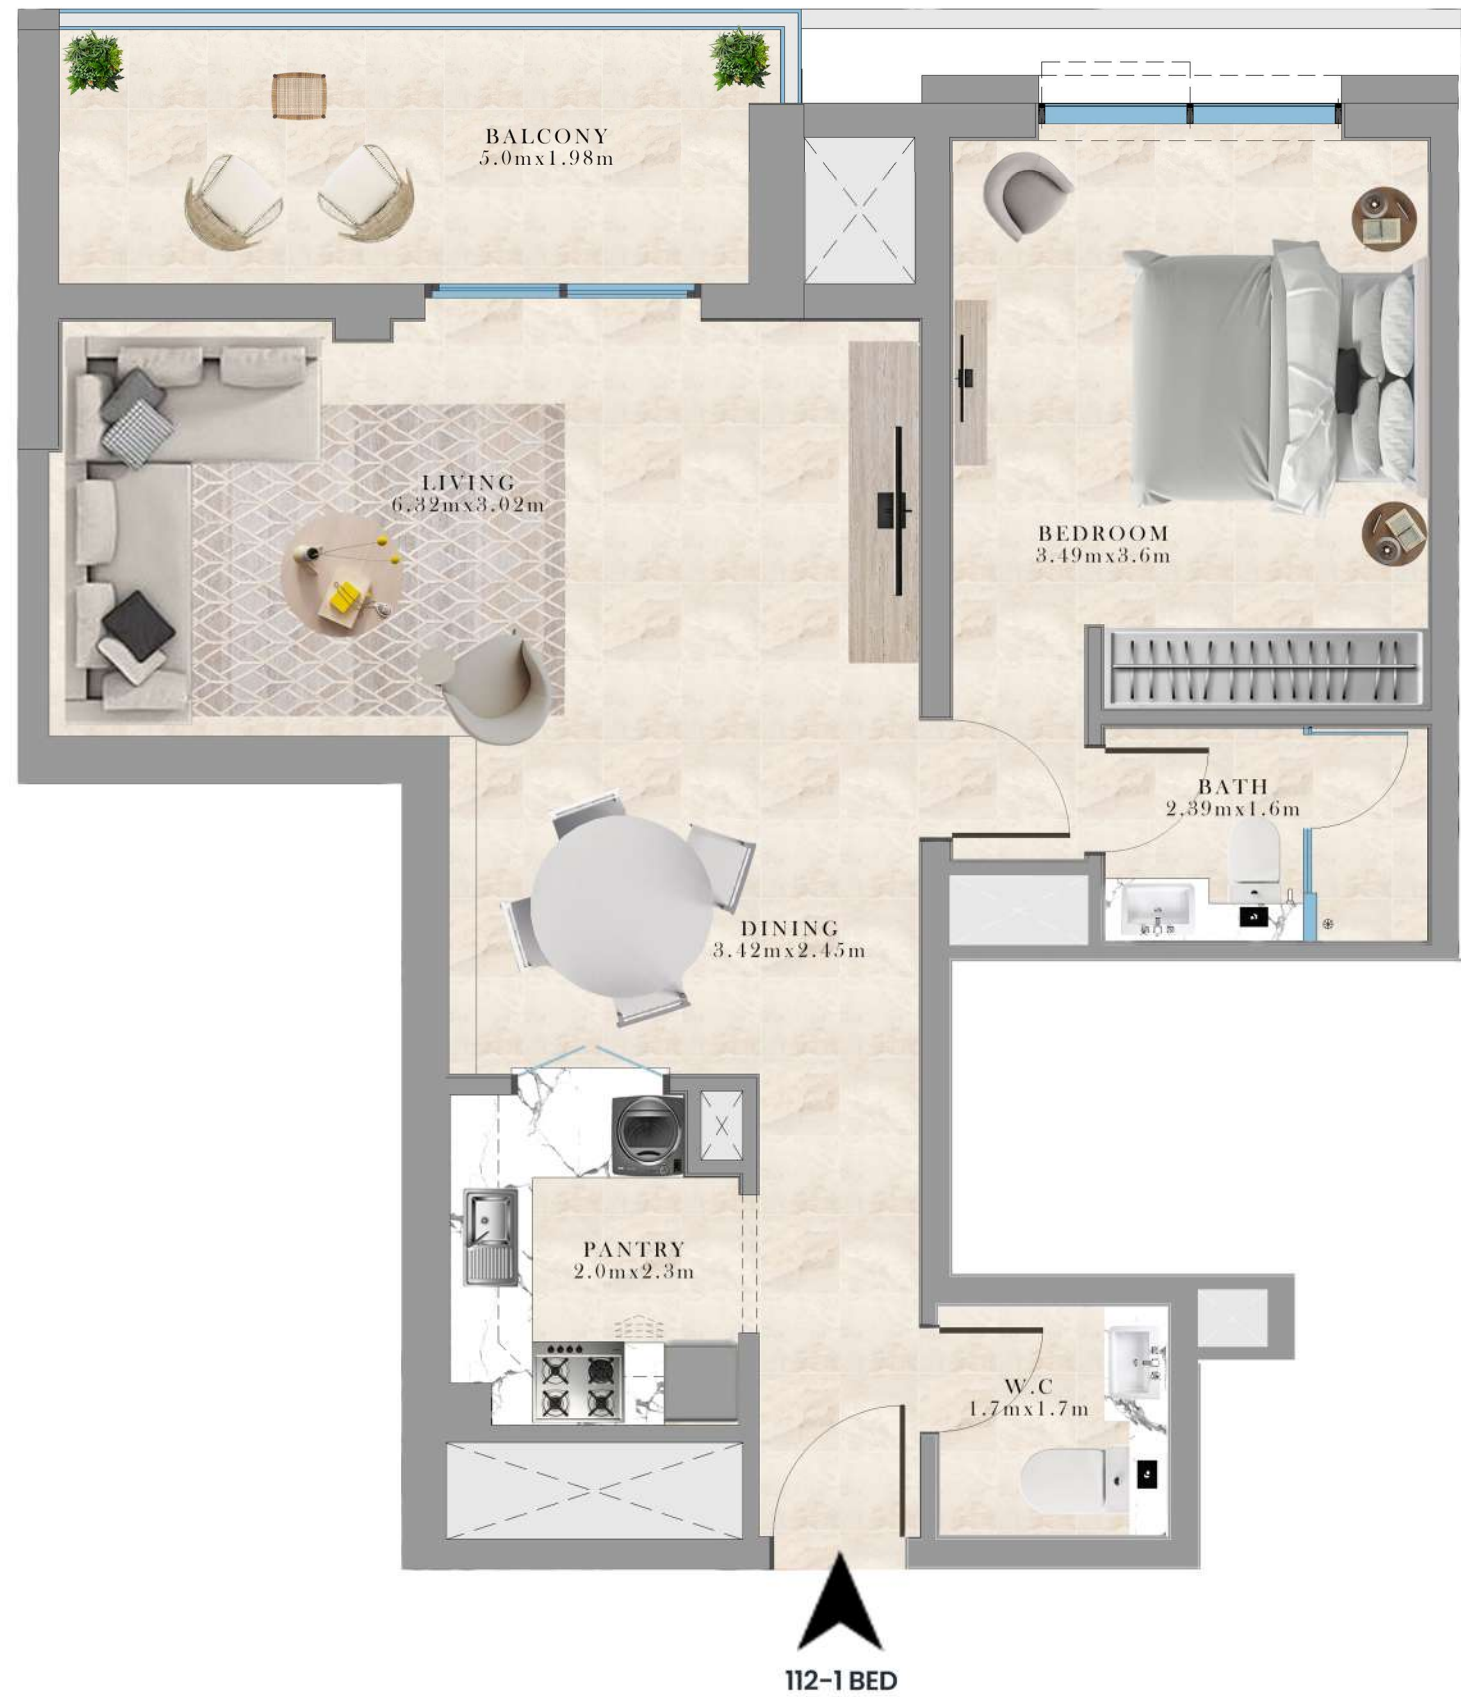 BALCONY
5.0mx1.98m
LIVING
6.32mx3.02m
BEDROOM
3.49mx3.6m
BATH
2.39mx1.6m
DINING
3.42mx2.45m
PANTRY
2.0mx2.3m
W.C
1.7mx1.7m
112-1 BED